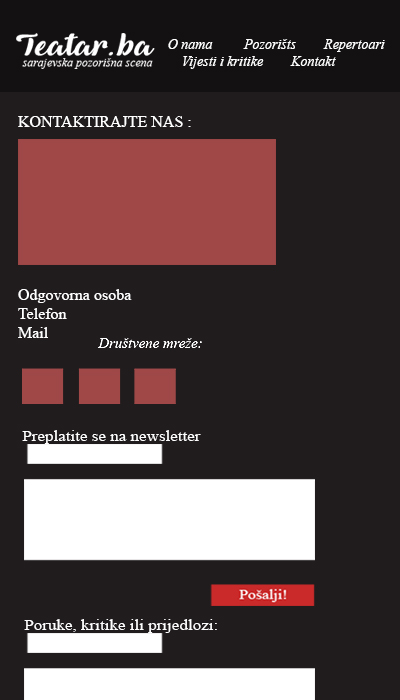 Teatar.ba
sarajevska pozorišna scena
O nama Pozorišts Repertoari
Vijesti i kritike Kontakt
KONTAKTIRAJTE NAS :
Odgovorna osoba
Telefon
Mail
Društvene mreže:
Preplatite se na newsletter
Pošalji!
Poruke, kritike ili prijedlozi: